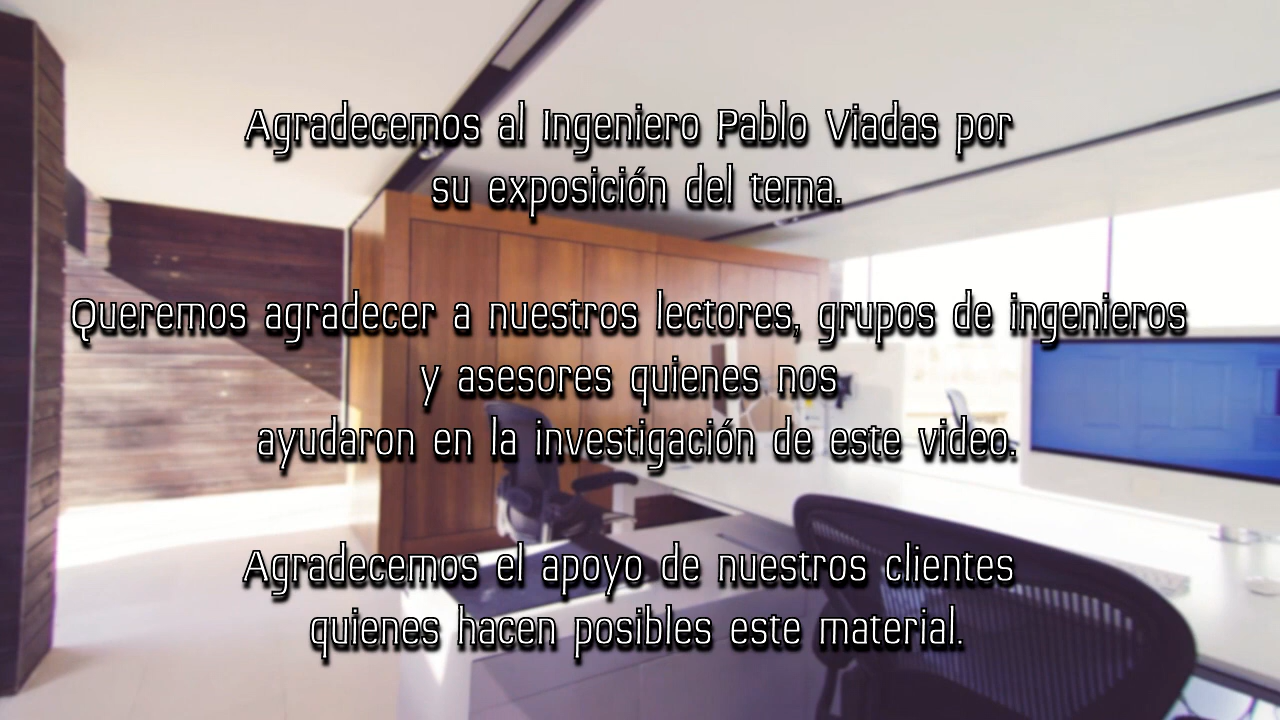 Agradecemos al Ingeniero Pablo Viadas por
su exposición del tema.
Queremos agradecer a nuestros lectores, grupos de ingenieros
y asesores quienes nos
ayudaron en la investigación de este video.
Agradecemos el apoyo de nuestros clientes
quienes hacen posibles este material.